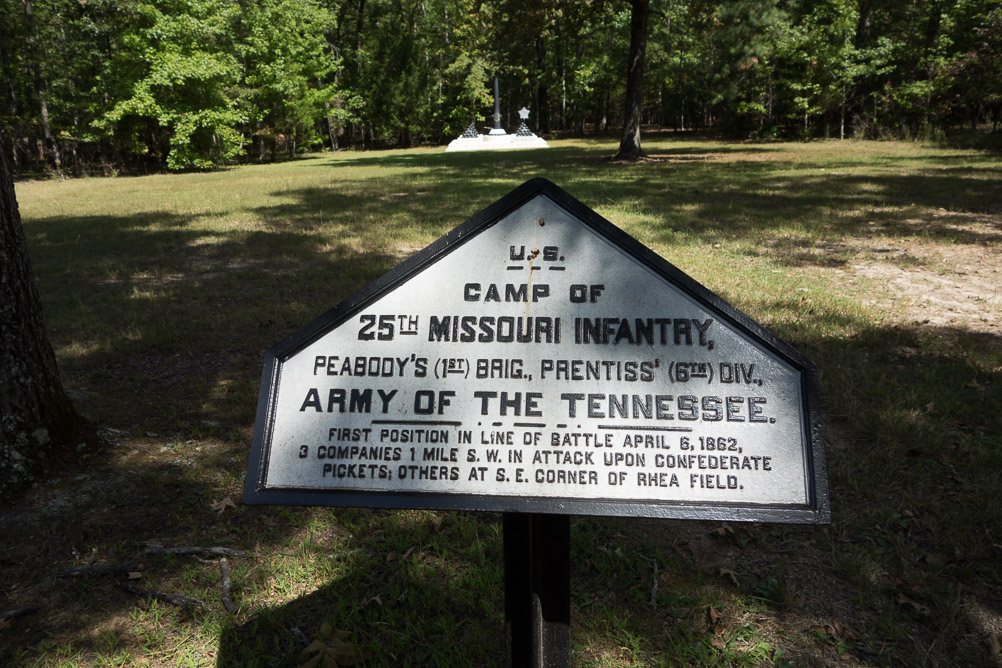 U.S.
CAMP OF
25TH MISSOURI INFANTRY,
PEABODY'S (1ST) BRIG., PRENTISS' (6TH) DIV.,
ARMY OF THE TENNESSEE.
FIRST POSITION IN LINE OF BATTLE APRIL 6, 1862,
3 COMPANIES 1 MILE S. W. IN ATTACK UPON CONFEDERATE
PICKETS; OTHERS AT S. E. CORNER OF RHEA FIELD.